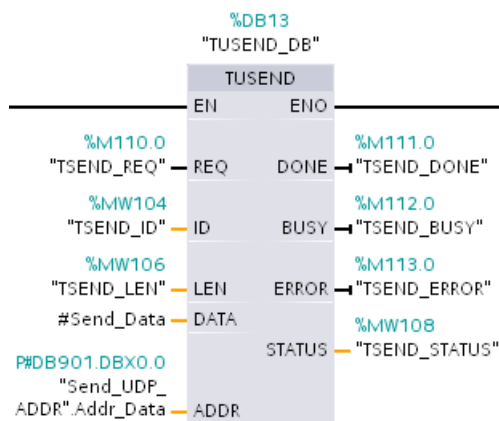 %DB13
"TUSEND_DB"
TUSEND
EN ENO
%M110.0 %M111.0
"TSEND_REQ" REQ DONE "TSEND_DONE"
%MW104 %M112.0
"TSEND_ID" ID BUSY "TSEND_BUSY"
%MW106 %M113.0
"TSEND_LEN" LEN ERROR "TSEND_ERROR"
#Send_Data DATA %MW108
STATUS "TSEND_STATUS"
P#DB901.DBX0.0
"Send_UDP_
ADDR".Addr_Data ADDR